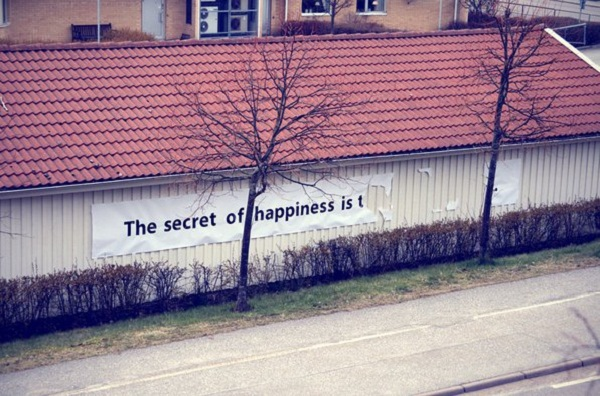 The secret of happiness is t